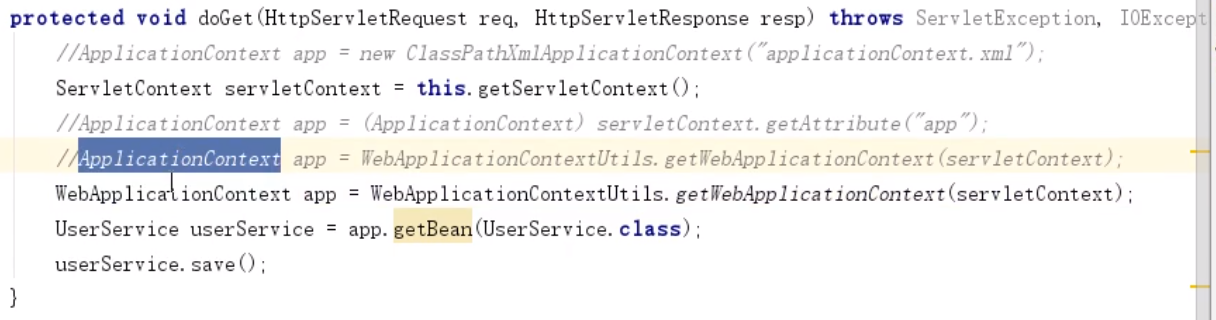 protected void doGet(HttpServletRequest req, HttpServletResponse resp) throws ServletException, IOExcept
//ApplicationContext app = new ClassPathXmlApplicationContext("applicationContext.xml");
ServletContext servletContext = this.getServletContext();
//ApplicationContext app = (ApplicationContext) servletContext.getAttribute("app");
//ApplicationContext app = WebApplicationContextUtils.getWebApplicationContext(servletContext);
WebApplicationContext app = WebApplicationContextUtils.getWebApplicationContext(servletContext);
UserService userService = app.getBean(UserService.class);
userService.save();
}